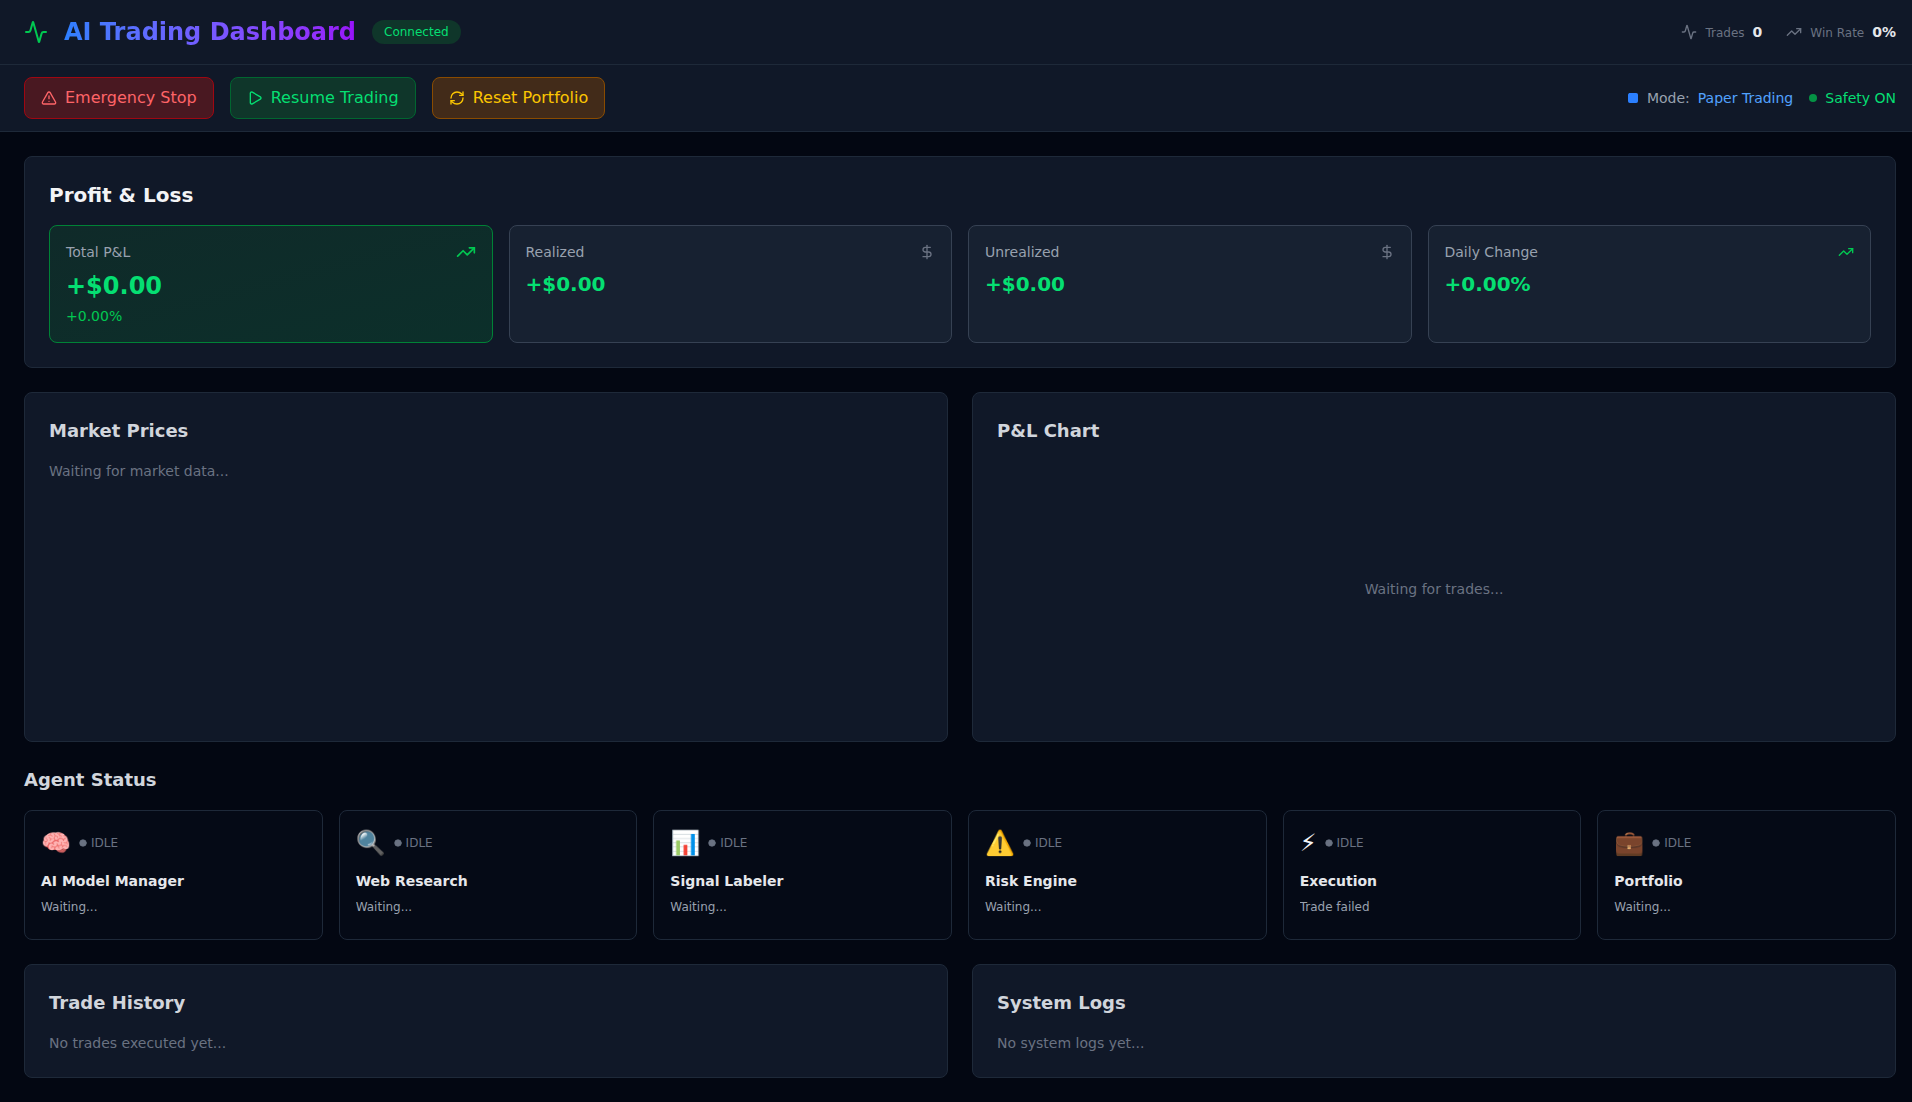 AI Trading Dashboard Connected Trades 0 Win Rate 0%
Emergency Stop Resume Trading Reset Portfolio Mode: Paper Trading Safety ON
Profit & Loss
Total P&L Realized Unrealized Daily Change
+$0.00 +$0.00 +$0.00 +0.00%
+0.00%
Market Prices
Waiting for market data...
P&L Chart
Waiting for trades...
Agent Status
IDLE
AI Model Manager
Waiting...
IDLE
Web Research
Waiting...
IDLE
Signal Labeler
Waiting...
IDLE
Risk Engine
Waiting...
IDLE
Execution
Trade failed
IDLE
Portfolio
Waiting...
Trade History
No trades executed yet...
System Logs
No system logs yet...